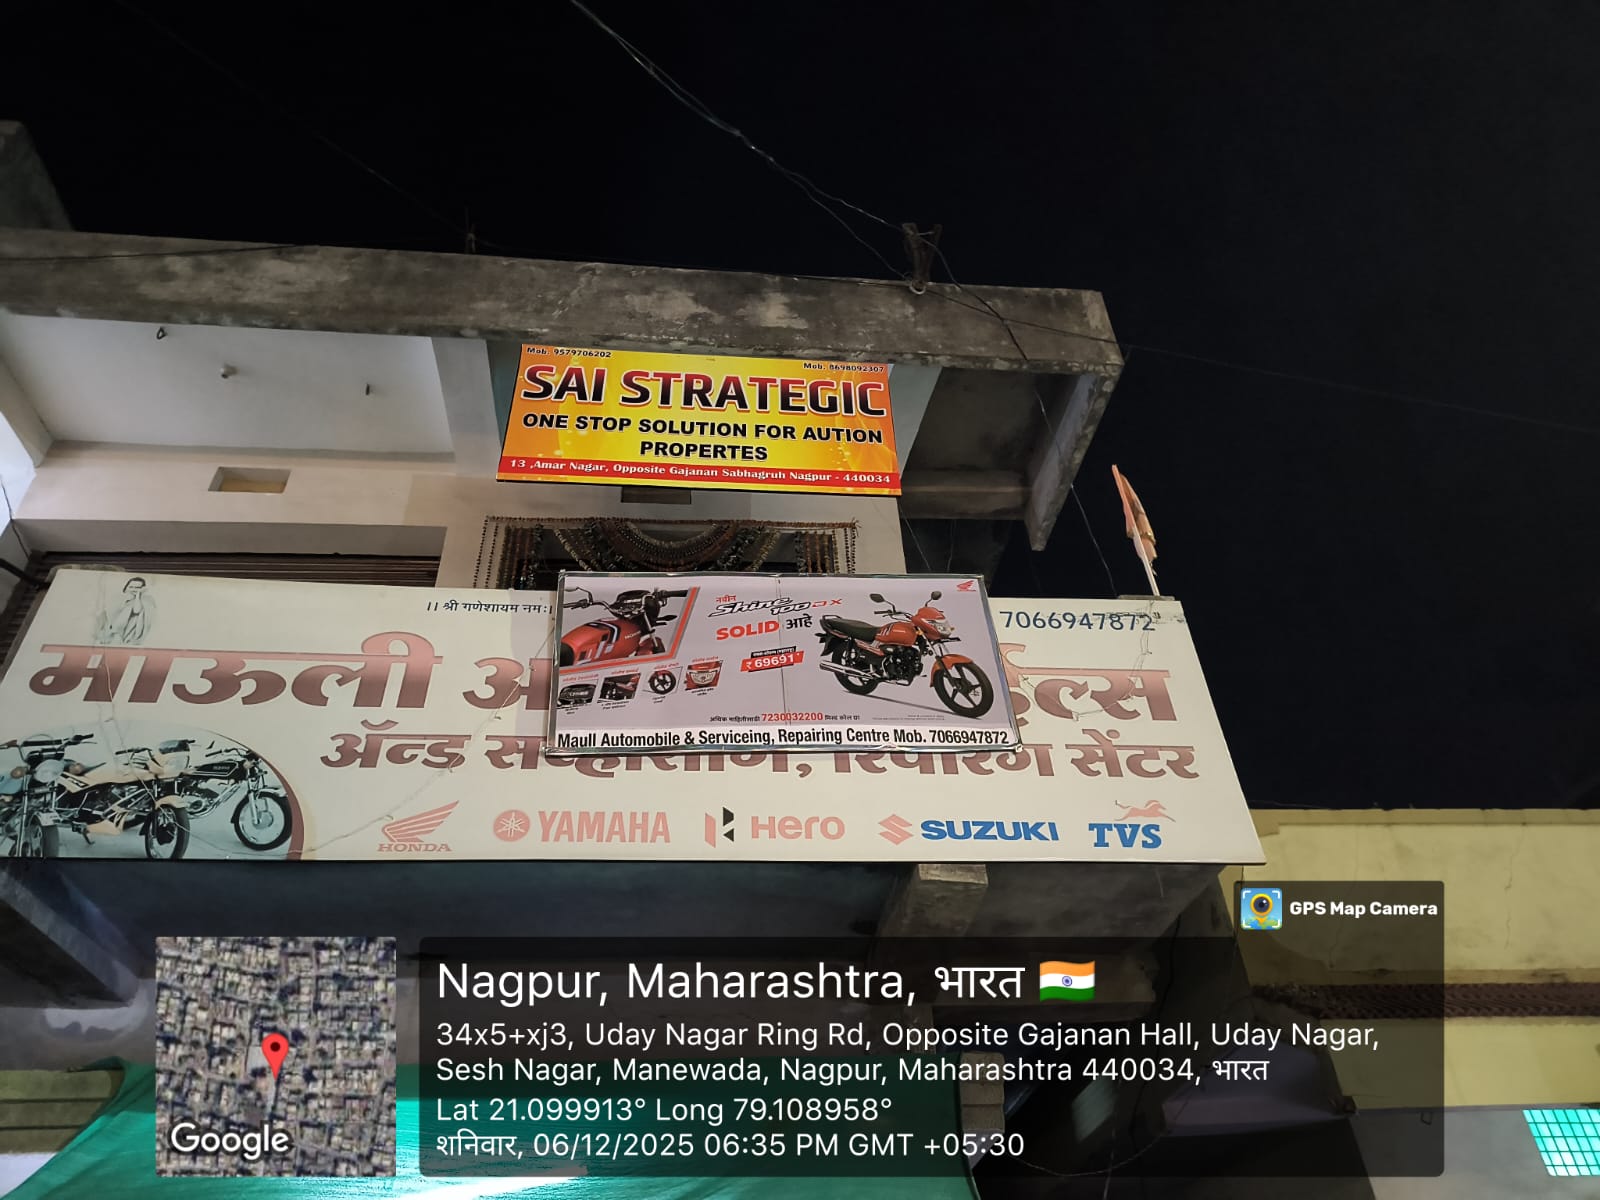 Mob. 9579706202
Mob. 8698092307
SAI STRATEGIC
ONE STOP SOLUTION FOR AUTION
PROPERTES
13 ,Amar Nagar, Opposite Gajanan Sabhagruh Nagpur - 440034
।। श्री गणेशायम नमः।
7066947872
माऊली
ॲन्ड
रिपेरिंग सेंटर
नवीन
Shine 100 DX
SOLID आहे
₹69691*
अधिक माहितीसाठी 7230032200 मिस्ड कॉल द्या
Maull Automobile & Serviceing, Repairing Centre Mob. 7066947872
HONDA
YAMAHA
Hero
SUZUKI
TVS
GPS Map Camera
Nagpur, Maharashtra, भारत 🇮🇳
34x5+xj3, Uday Nagar Ring Rd, Opposite Gajanan Hall, Uday Nagar,
Sesh Nagar, Manewada, Nagpur, Maharashtra 440034, भारत
Lat 21.099913° Long 79.108958°
शनिवार, 06/12/2025 06:35 PM GMT +05:30
Google